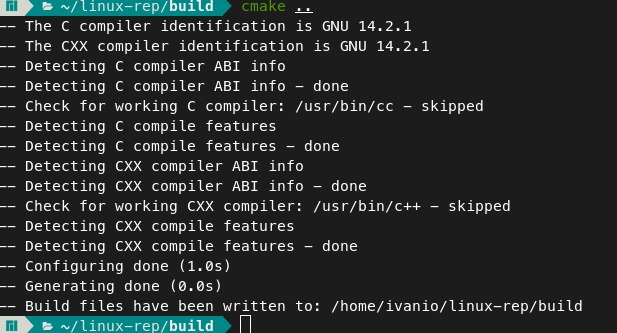 ~/linux-rep/build cmake ..
-- The C compiler identification is GNU 14.2.1
-- The CXX compiler identification is GNU 14.2.1
-- Detecting C compiler ABI info
-- Detecting C compiler ABI info - done
-- Check for working C compiler: /usr/bin/cc - skipped
-- Detecting C compile features
-- Detecting C compile features - done
-- Detecting CXX compiler ABI info
-- Detecting CXX compiler ABI info - done
-- Check for working CXX compiler: /usr/bin/c++ - skipped
-- Detecting CXX compile features
-- Detecting CXX compile features - done
-- Configuring done (1.0s)
-- Generating done (0.0s)
-- Build files have been written to: /home/ivanio/linux-rep/build
~/linux-rep/build